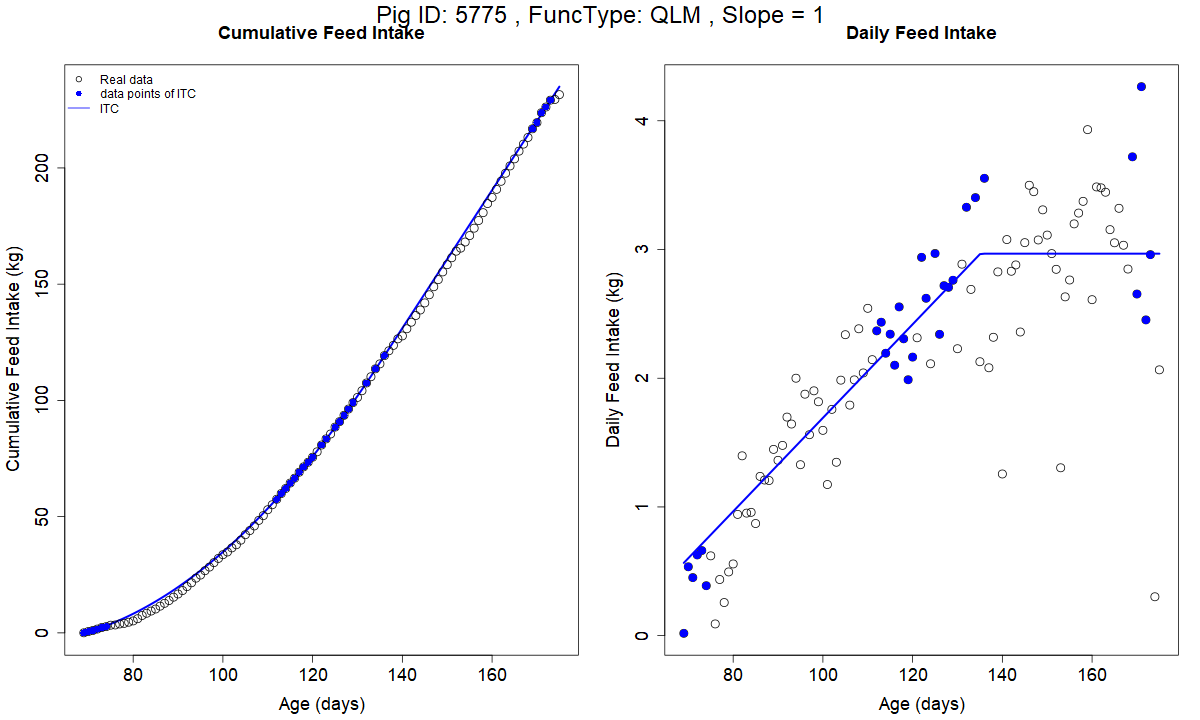 Pig ID: 5775 , FuncType: QLM , Slope = 1
Cumulative Feed Intake
Real data
data points of ITC
ITC
Cumulative Feed Intake (kg)
0
50
100
150
200
80
100
120
140
160
Age (days)
Daily Feed Intake
Daily Feed Intake (kg)
0
1
2
3
4
80
100
120
140
160
Age (days)